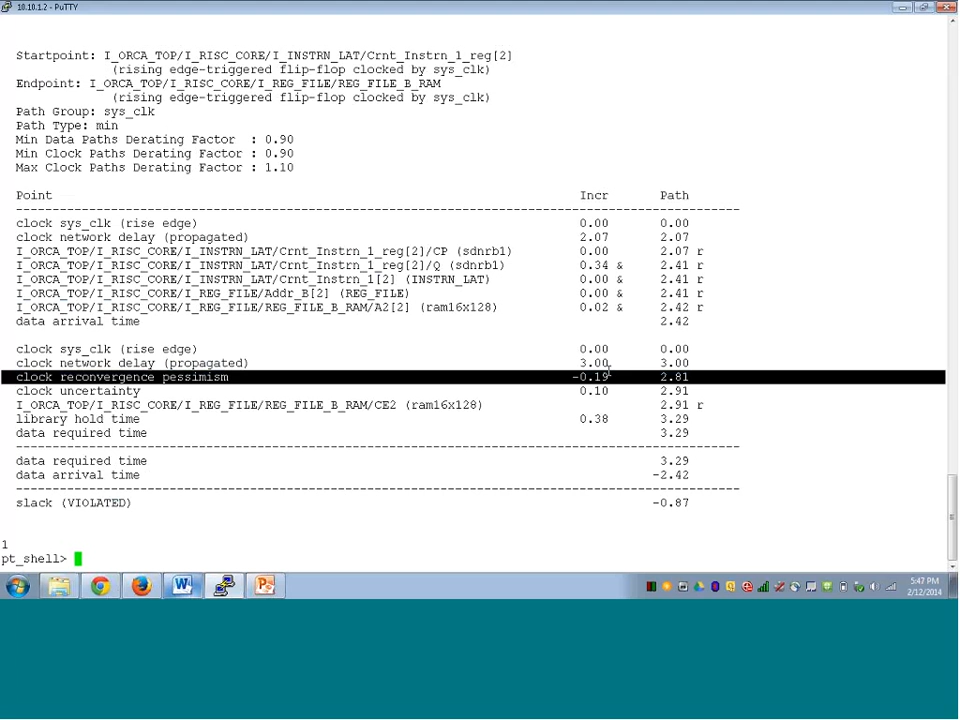 10.10.1.2 - PuTTY
Startpoint: I_ORCA_TOP/I_RISC_CORE/I_INSTRN_LAT/Crnt_Instrn_1_reg[2]
(rising edge-triggered flip-flop clocked by sys_clk)
Endpoint: I_ORCA_TOP/I_RISC_CORE/I_REG_FILE/REG_FILE_B_RAM
(rising edge-triggered flip-flop clocked by sys_clk)
Path Group: sys_clk
Path Type: min
Min Data Paths Derating Factor : 0.90
Min Clock Paths Derating Factor : 0.90
Max Clock Paths Derating Factor : 1.10
Point Incr Path
clock sys_clk (rise edge) 0.00 0.00
clock network delay (propagated) 2.07 2.07
I_ORCA_TOP/I_RISC_CORE/I_INSTRN_LAT/Crnt_Instrn_1_reg[2]/CP (sdnrb1) 0.00 2.07 r
I_ORCA_TOP/I_RISC_CORE/I_INSTRN_LAT/Crnt_Instrn_1_reg[2]/Q (sdnrb1) 0.34 & 2.41 r
I_ORCA_TOP/I_RISC_CORE/I_INSTRN_LAT/Crnt_Instrn_1[2] (INSTRN_LAT) 0.00 & 2.41 r
I_ORCA_TOP/I_RISC_CORE/I_REG_FILE/Addr_B[2] (REG_FILE) 0.00 & 2.41 r
I_ORCA_TOP/I_RISC_CORE/I_REG_FILE/REG_FILE_B_RAM/A2[2] (ram16x128) 0.02 & 2.42 r
data arrival time 2.42
clock sys_clk (rise edge) 0.00 0.00
clock network delay (propagated) 3.00 3.00
clock reconvergence pessimism -0.19 2.81
clock uncertainty 0.10 2.91
I_ORCA_TOP/I_RISC_CORE/I_REG_FILE/REG_FILE_B_RAM/CE2 (ram16x128) 2.91 r
library hold time 0.38 3.29
data required time 3.29
data required time 3.29
data arrival time -2.42
slack (VIOLATED) -0.87
1
pt_shell>
5:47 PM
2/12/2014